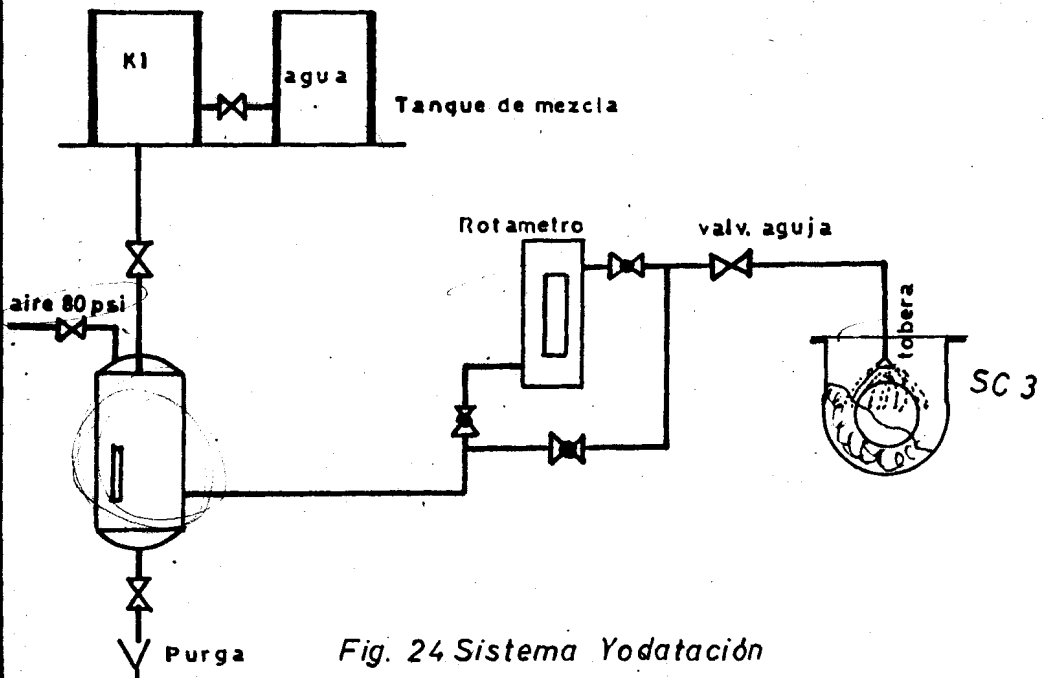 KI
agua
Tanque de mezcla
Rotametro
valv. aguja
aire 80 psi
tobera
SC 3
Purga
Fig. 24 Sistema Yodatación